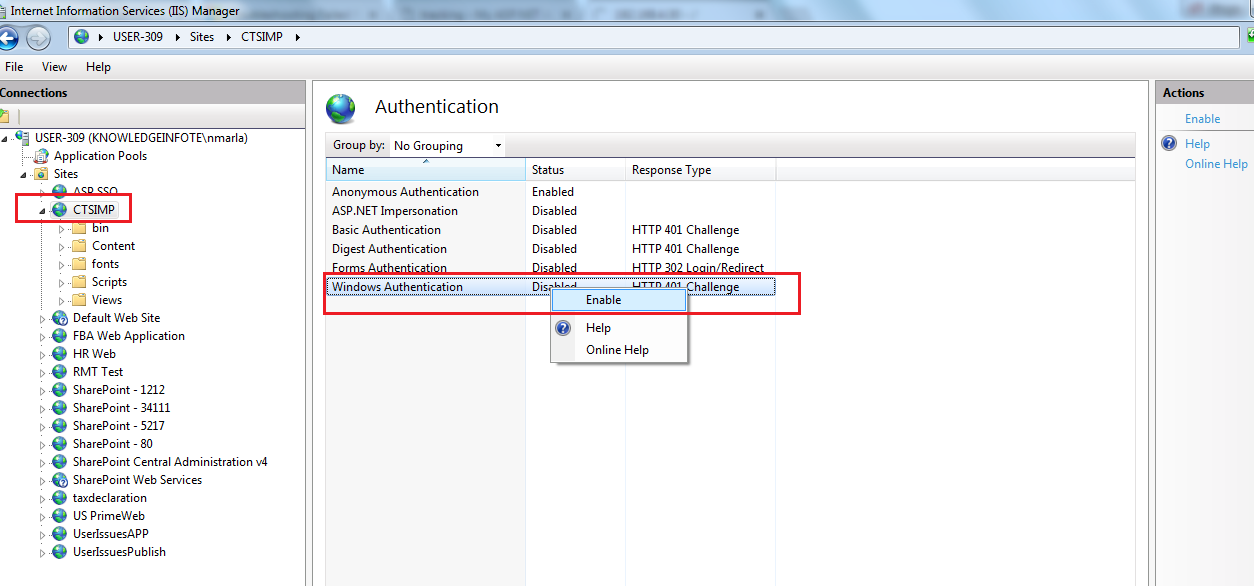 Internet Information Services (IIS) Manager
USER-309 Sites CTSIMP
File View Help
Connections
USER-309 (KNOWLEDGEINFOTE\nmarla)
Application Pools
Sites
ASP SSO
CTSIMP
bin
Content
fonts
Scripts
Views
Default Web Site
FBA Web Application
HR Web
RMT Test
SharePoint - 1212
SharePoint - 34111
SharePoint - 5217
SharePoint - 80
SharePoint Central Administration v4
SharePoint Web Services
taxdeclaration
US PrimeWeb
UserIssuesAPP
UserIssuesPublish
Authentication
Group by: No Grouping
Name Status Response Type
Anonymous Authentication Enabled
ASP.NET Impersonation Disabled
Basic Authentication Disabled HTTP 401 Challenge
Digest Authentication Disabled HTTP 401 Challenge
Forms Authentication Disabled HTTP 302 Login/Redirect
Windows Authentication Disabled HTTP 401 Challenge
Enable
Help
Online Help
Actions
Enable
Help
Online Help